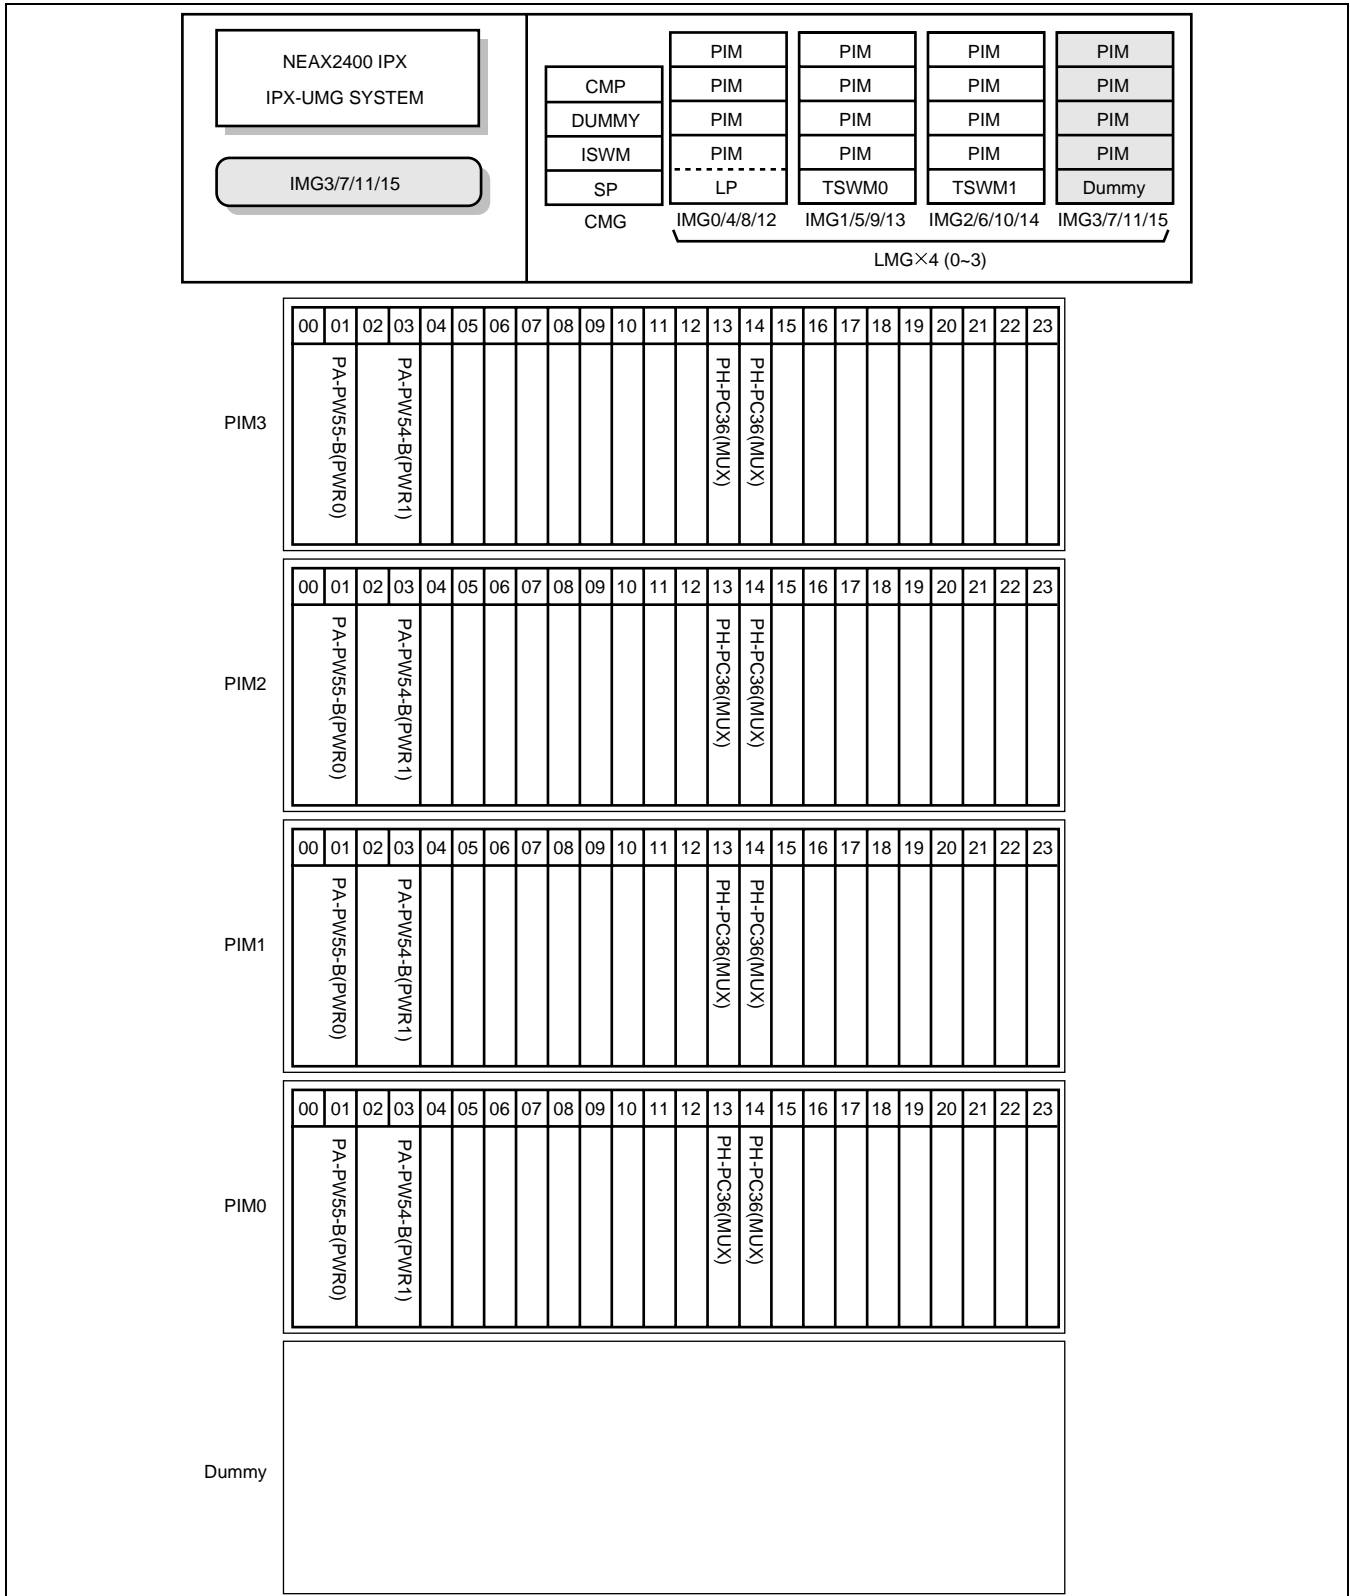 NEAX2400 IPX
IPX-UMG SYSTEM
IMG3/7/11/15
PIM PIM PIM PIM
CMP PIM PIM PIM PIM
DUMMY PIM PIM PIM PIM
ISWM PIM PIM PIM PIM
SP LP TSWM0 TSWM1 Dummy
CMG IMG0/4/8/12 IMG1/5/9/13 IMG2/6/10/14 IMG3/7/11/15
LMG×4 (0~3)
00 01 02 03 04 05 06 07 08 09 10 11 12 13 14 15 16 17 18 19 20 21 22 23
PIM3
PA-PW55-B(PWR0)
PA-PW54-B(PWR1)
PH-PC36(MUX)
PH-PC36(MUX)
00 01 02 03 04 05 06 07 08 09 10 11 12 13 14 15 16 17 18 19 20 21 22 23
PIM2
PA-PW55-B(PWR0)
PA-PW54-B(PWR1)
PH-PC36(MUX)
PH-PC36(MUX)
00 01 02 03 04 05 06 07 08 09 10 11 12 13 14 15 16 17 18 19 20 21 22 23
PIM1
PA-PW55-B(PWR0)
PA-PW54-B(PWR1)
PH-PC36(MUX)
PH-PC36(MUX)
00 01 02 03 04 05 06 07 08 09 10 11 12 13 14 15 16 17 18 19 20 21 22 23
PIM0
PA-PW55-B(PWR0)
PA-PW54-B(PWR1)
PH-PC36(MUX)
PH-PC36(MUX)
Dummy